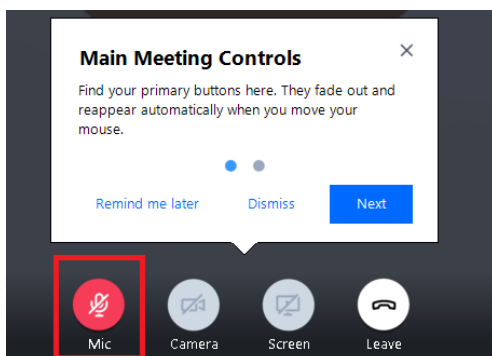 Main Meeting Controls
Find your primary buttons here. They fade out and
reappear automatically when you move your
mouse.
Remind me later Dismiss Next
Mic Camera Screen Leave